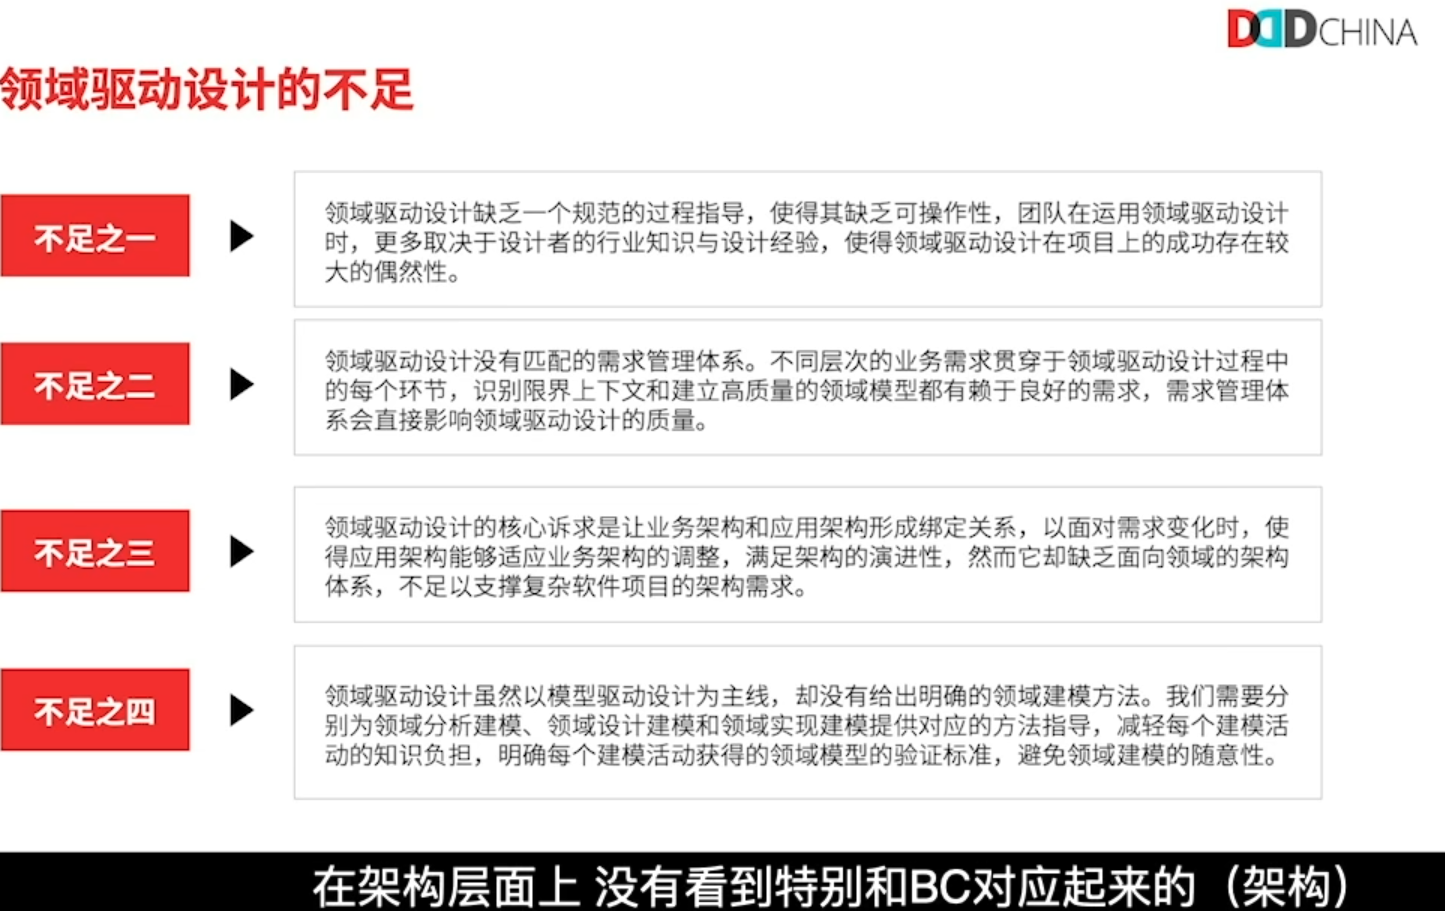 DDDCHINA
领域驱动设计的不足
不足之一
领域驱动设计缺乏一个规范的过程指导，使得其缺乏可操作性，团队在运用领域驱动设计
时，更多取决于设计者的行业知识与设计经验，使得领域驱动设计在项目上的成功存在较
大的偶然性。
不足之二
领域驱动设计没有匹配的需求管理体系。不同层次的业务需求贯穿于领域驱动设计过程中
的每个环节，识别限界上下文和建立高质量的领域模型都有赖于良好的需求，需求管理体
系会直接影响领域驱动设计的质量。
不足之三
领域驱动设计的核心诉求是让业务架构和应用架构形成绑定关系，以面对需求变化时，使
得应用架构能够适应业务架构的调整，满足架构的演进性，然而它却缺乏面向领域的架构
体系，不足以支撑复杂软件项目的架构需求。
不足之四
领域驱动设计虽然以模型驱动设计为主线，却没有给出明确的领域建模方法。我们需要分
别为领域分析建模、领域设计建模和领域实现建模提供对应的方法指导，减轻每个建模活
动的知识负担，明确每个建模活动获得的领域模型的验证标准，避免领域建模的随意性。
在架构层面上 没有看到特别和BC对应起来的（架构）